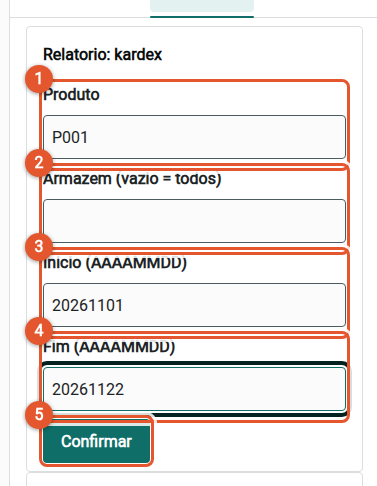 Relatorio: kardex
1
Produto
P001
2
Armazem (vazio = todos)
3
Inicio (AAAAMMDD)
20261101
4
Fim (AAAAMMDD)
20261122
5
Confirmar